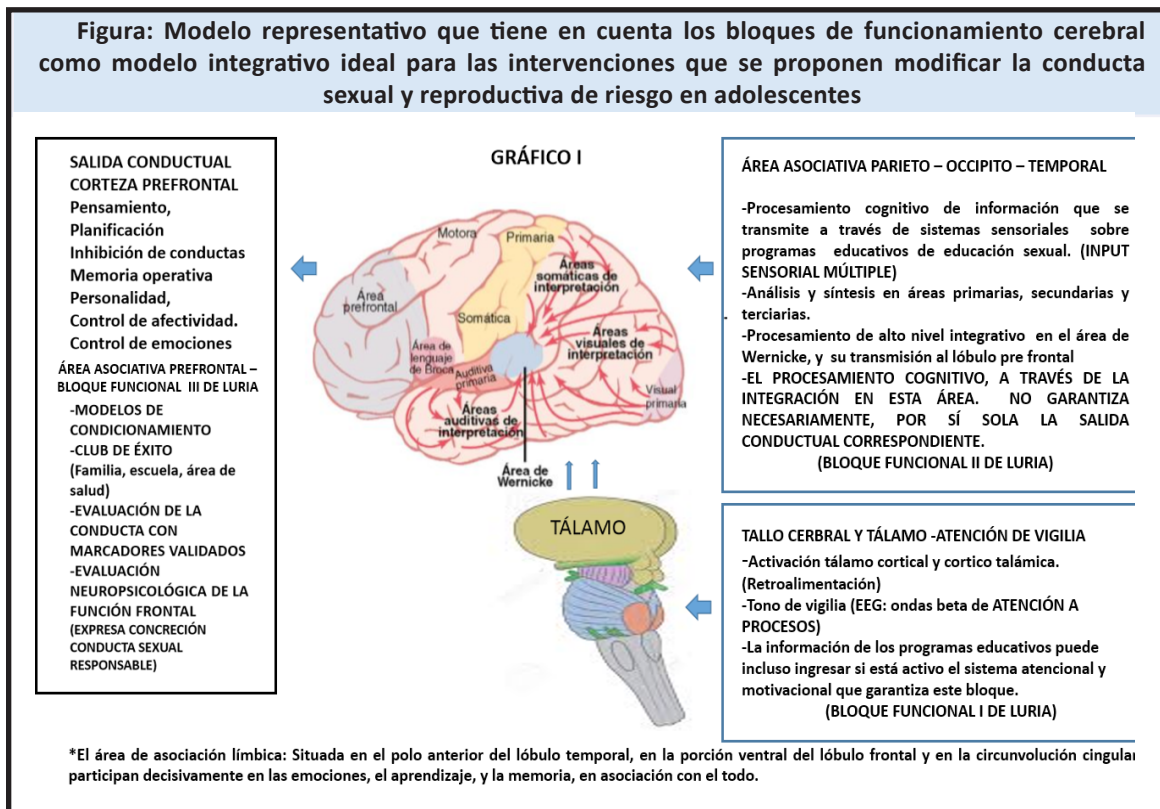 Figura: Modelo representativo que tiene en cuenta los bloques de funcionamiento cerebral
como modelo integrativo ideal para las intervenciones que se proponen modificar la conducta
sexual y reproductiva de riesgo en adolescentes
SALIDA CONDUCTUAL
CORTEZA PREFRONTAL
Pensamiento,
Planificación
Inhibición de conductas
Memoria operativa
Personalidad,
Control de afectividad.
Control de emociones
ÁREA ASOCIATIVA PREFRONTAL –
BLOQUE FUNCIONAL III DE LURIA
-MODELOS DE
CONDICIONAMIENTO
-CLUB DE ÉXITO
(Familia, escuela, área de
salud)
-EVALUACIÓN DE LA
CONDUCTA CON
MARCADORES VALIDADOS
-EVALUACIÓN
NEUROPSICOLÓGICA DE LA
FUNCIÓN FRONTAL
(EXPRESA CONCRECIÓN
CONDUCTA SEXUAL
RESPONSABLE)
GRÁFICO I
Motora
Primaria
Áreas
somáticas de
interpretación
Área
prefrontal
Somática
Áreas
visuales de
interpretación
Área de
lenguaje
de Broca
Auditiva
primaria
Visual
primaria
Áreas
auditivas de
interpretación
Área de
Wernicke
TÁLAMO
ÁREA ASOCIATIVA PARIETO – OCCIPITO – TEMPORAL
-Procesamiento cognitivo de información que se
transmite a través de sistemas sensoriales sobre
programas educativos de educación sexual. (INPUT
SENSORIAL MÚLTIPLE)
-Análisis y síntesis en áreas primarias, secundarias y
terciarias.
-Procesamiento de alto nivel integrativo en el área de
Wernicke, y su transmisión al lóbulo pre frontal
-EL PROCESAMIENTO COGNITIVO, A TRAVÉS DE LA
INTEGRACIÓN EN ESTA ÁREA. NO GARANTIZA
NECESARIAMENTE, POR SÍ SOLA LA SALIDA
CONDUCTUAL CORRESPONDIENTE.
(BLOQUE FUNCIONAL II DE LURIA)
TALLO CERBRAL Y TÁLAMO -ATENCIÓN DE VIGILIA
-Activación tálamo cortical y cortico talámica.
(Retroalimentación)
-Tono de vigilia (EEG: ondas beta de ATENCIÓN A
PROCESOS)
-La información de los programas educativos puede
incluso ingresar si está activo el sistema atencional y
motivacional que garantiza este bloque.
(BLOQUE FUNCIONAL I DE LURIA)
*El área de asociación límbica: Situada en el polo anterior del lóbulo temporal, en la porción ventral del lóbulo frontal y en la circunvolución cingular
participan decisivamente en las emociones, el aprendizaje, y la memoria, en asociación con el todo.